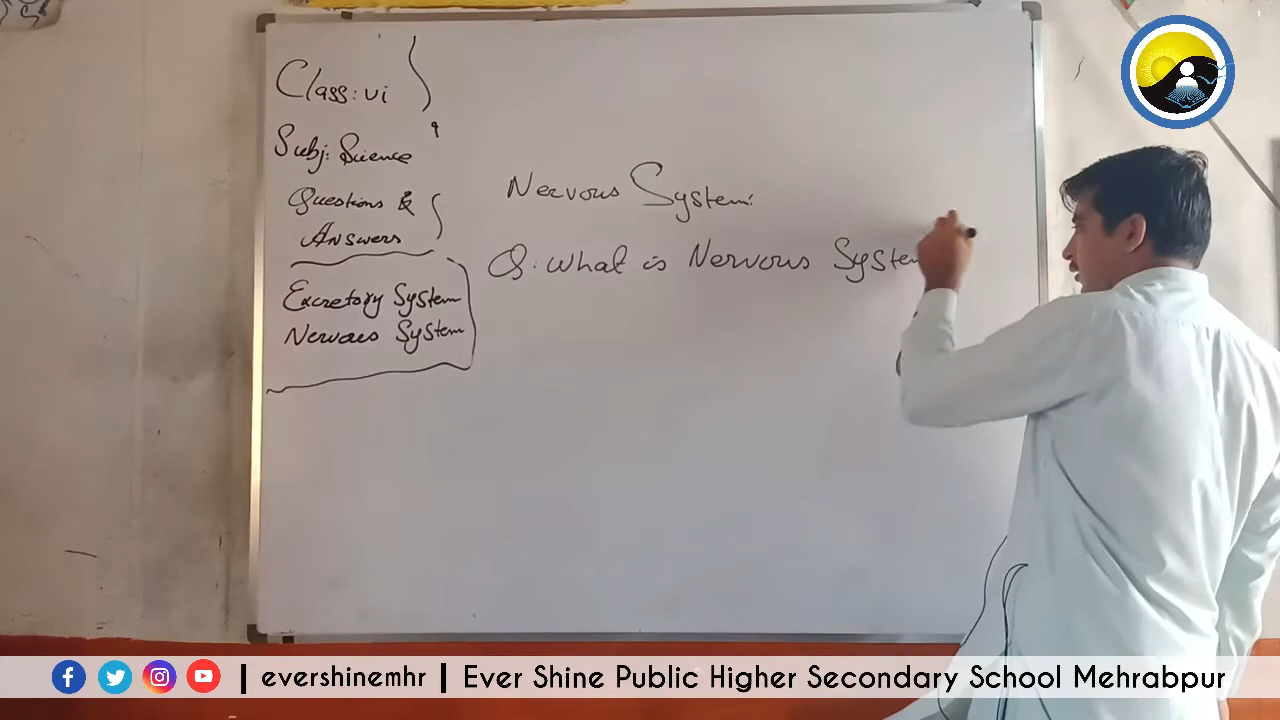 Class: vi
Subj: Science
Questions &
Answers
Excretory System
Nervous System
Nervous System:
Q: What is Nervous System
| evershinemhr | Ever Shine Public Higher Secondary School Mehrabpur